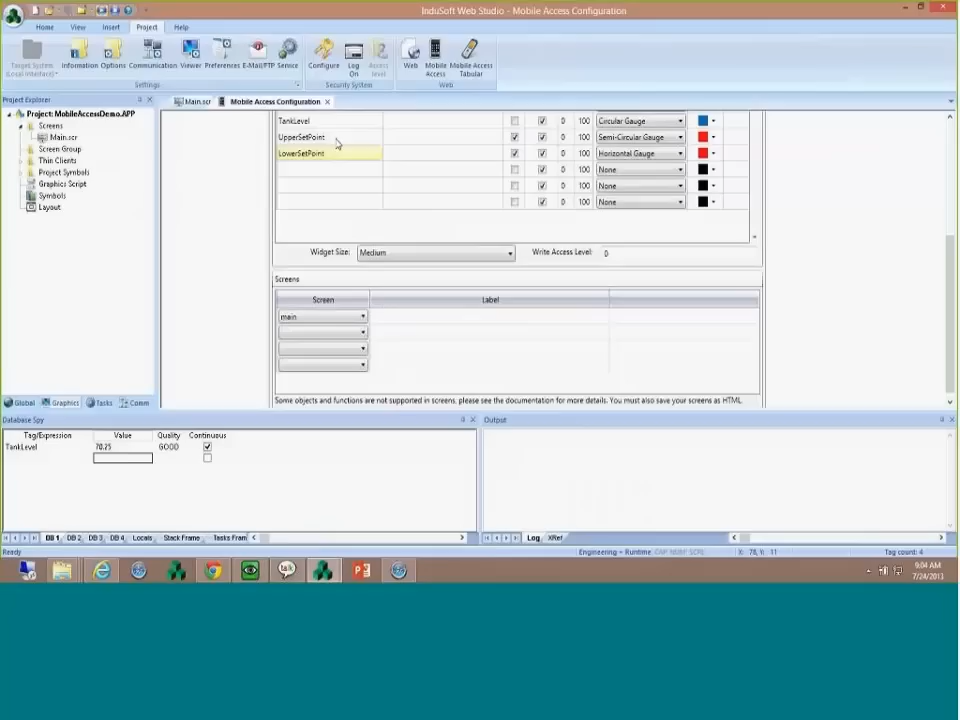 InduSoft Web Studio - Mobile Access Configuration
Home View Insert Project Help
Target System (Local Interface) Information Options Communication Viewer Preferences E-Mail/FTP Service Configure Log On Access level Web Mobile Access Mobile Access Tabular
Settings Security System Web
Project Explorer
Main.scr Mobile Access Configuration
Project: MobileAccessDemo.APP
Screens
Main.scr
Screen Group
Thin Clients
Project Symbols
Graphics Script
Symbols
Layout
TankLevel 0 100 Circular Gauge
UpperSetPoint 0 100 Semi-Circular Gauge
LowerSetPoint 0 100 Horizontal Gauge
0 100 None
0 100 None
0 100 None
Widget Size: Medium Write Access Level: 0
Screens
Screen Label
main
Some objects and functions are not supported in screens, please see the documentation for more details. You must also save your screens as HTML.
Global Graphics Tasks Comm
Database Spy
Tag/Expression Value Quality Continuous
TankLevel 78.25 GOOD
DB 1 DB 2 DB 3 DB 4 Locals Stack Frame Tasks Fram
Output
Log XRef
Ready
Engineering - Runtime CAP NUM SCRL X: 78, Y: 11 Tag count: 4
talk
9:04 AM
7/24/2013